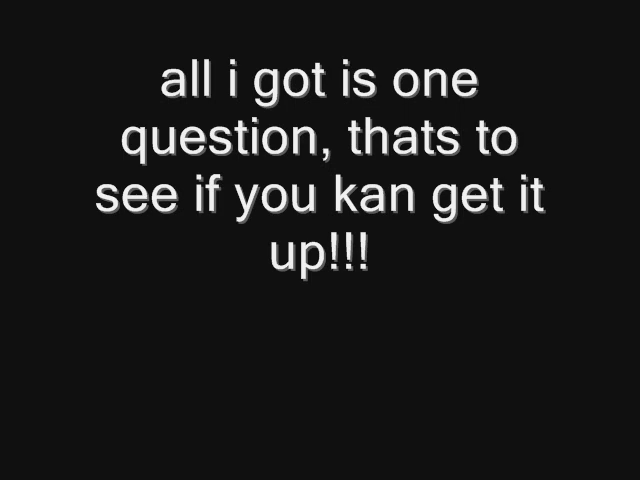 all i got is one
question, thats to
see if you kan get it
up!!!